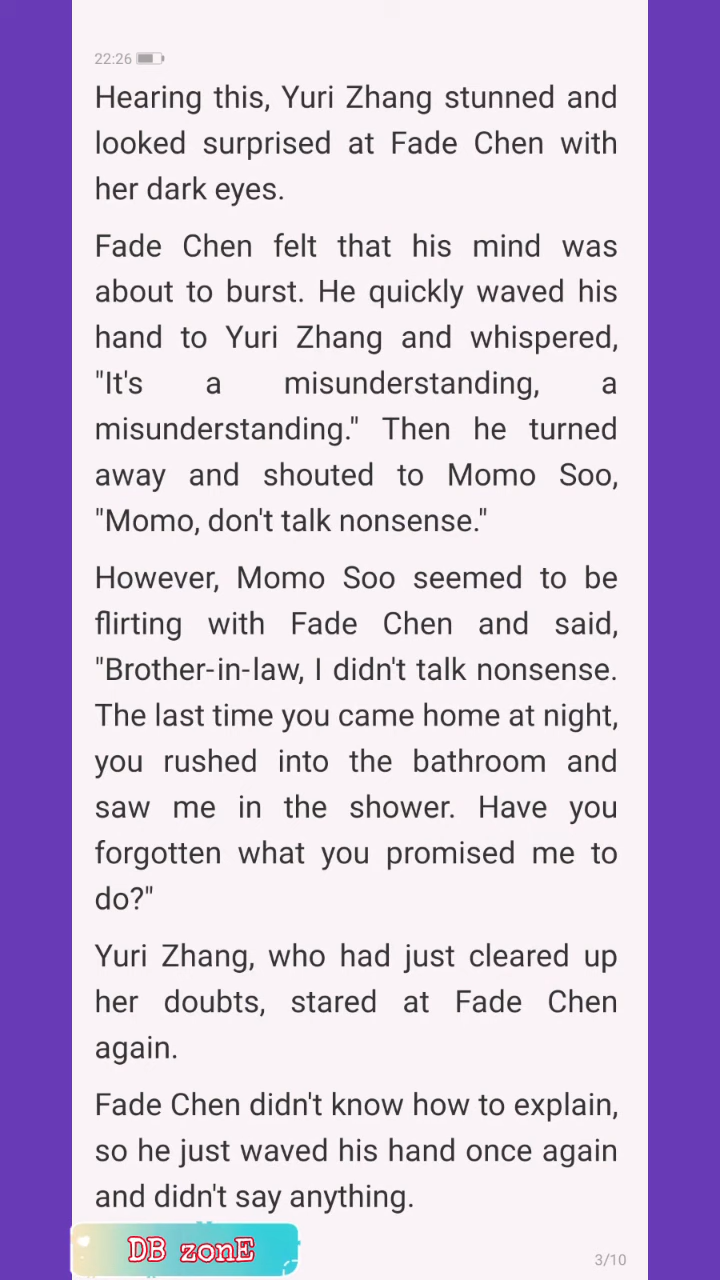 22:26
Hearing this, Yuri Zhang stunned and
looked surprised at Fade Chen with
her dark eyes.
Fade Chen felt that his mind was
about to burst. He quickly waved his
hand to Yuri Zhang and whispered,
"It's a misunderstanding, a
misunderstanding." Then he turned
away and shouted to Momo Soo,
"Momo, don't talk nonsense."
However, Momo Soo seemed to be
flirting with Fade Chen and said,
"Brother-in-law, I didn't talk nonsense.
The last time you came home at night,
you rushed into the bathroom and
saw me in the shower. Have you
forgotten what you promised me to
do?"
Yuri Zhang, who had just cleared up
her doubts, stared at Fade Chen
again.
Fade Chen didn't know how to explain,
so he just waved his hand once again
and didn't say anything.
DB zonE
3/10